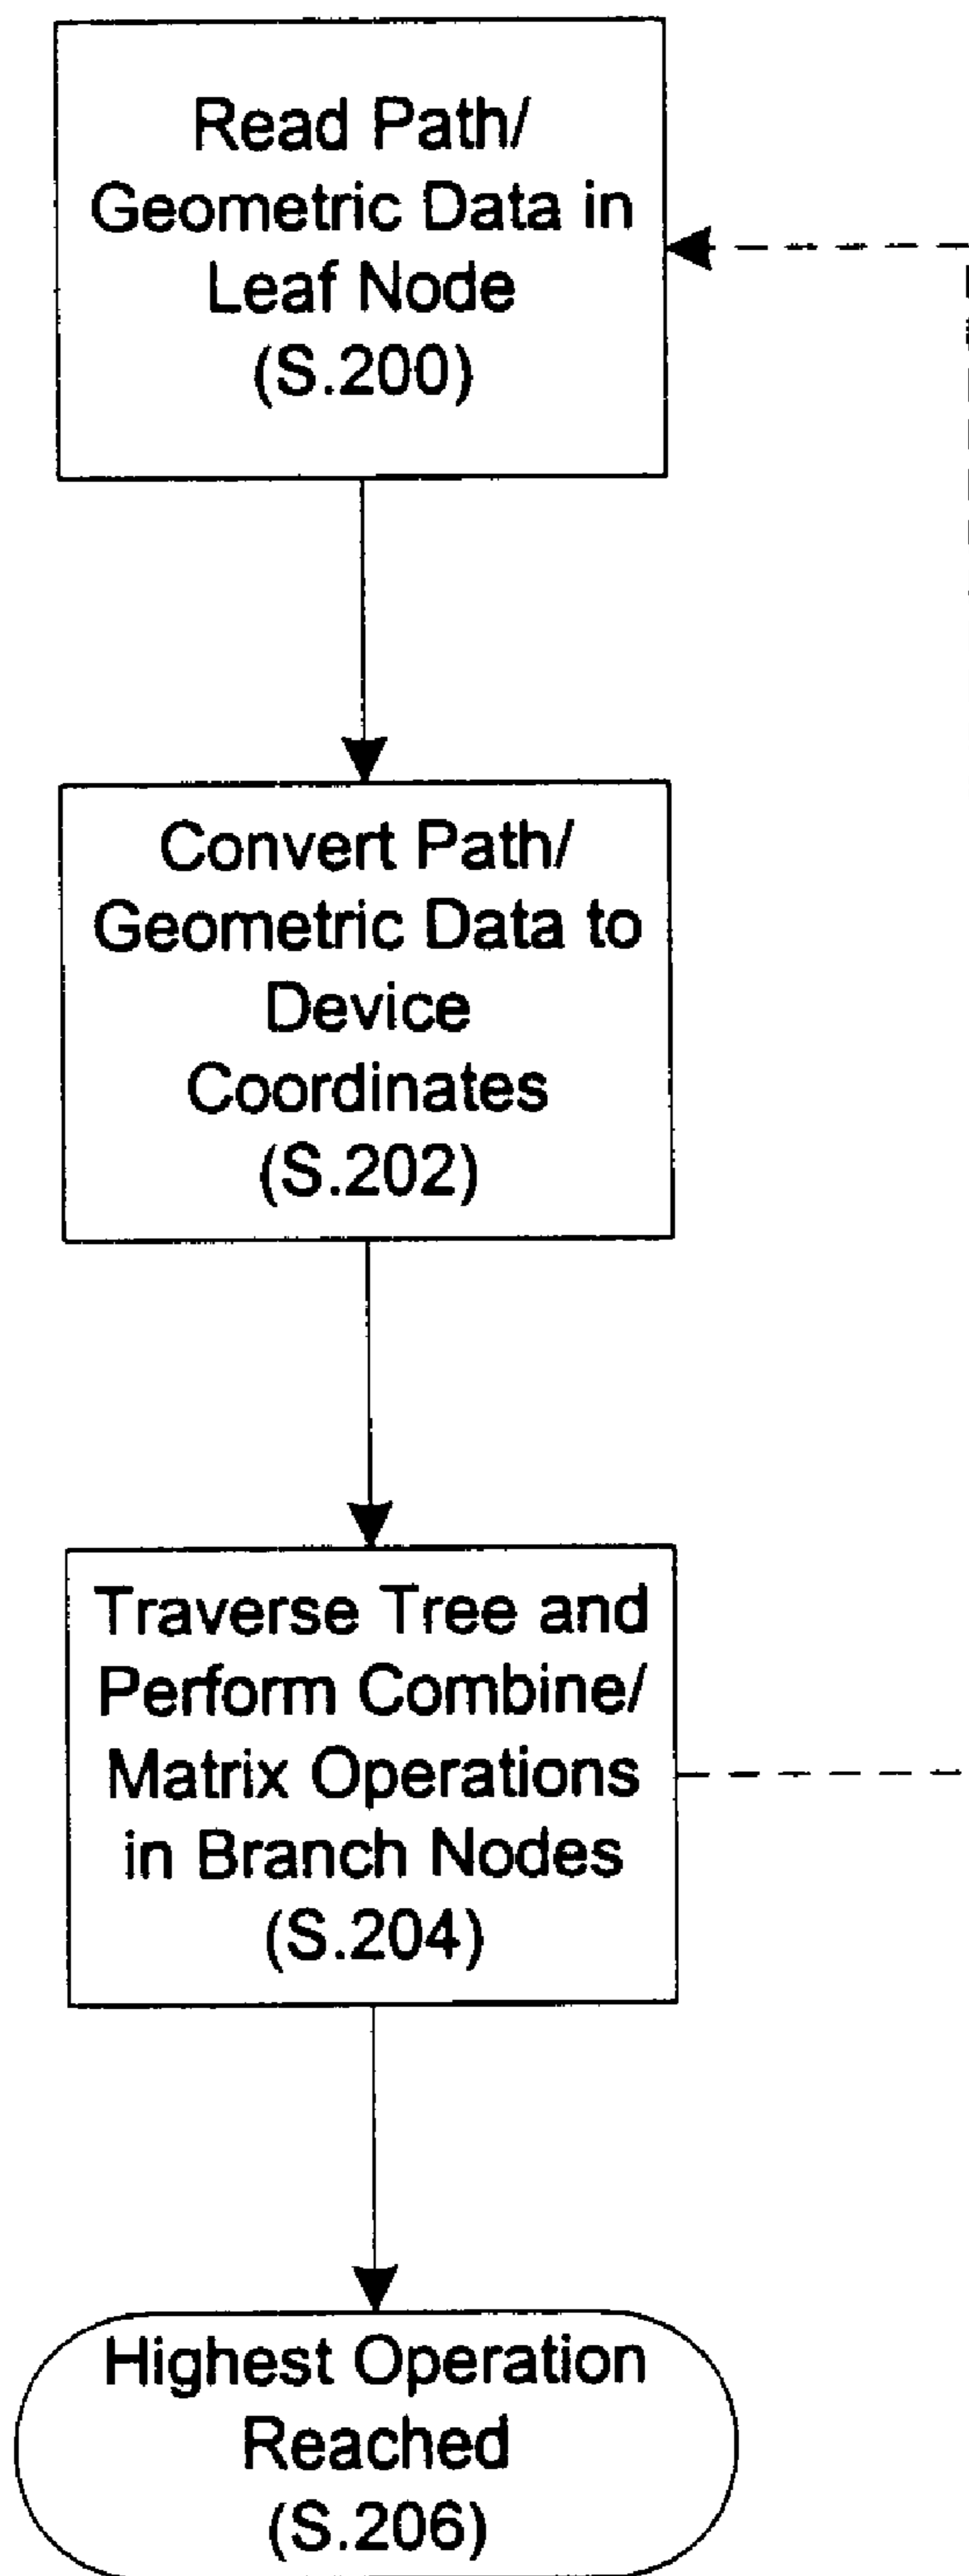 Read Path/
Geometric Data in
Leaf Node
(S.200)
Convert Path/
Geometric Data to
Device
Coordinates
(S.202)
Traverse Tree and
Perform Combine/
Matrix Operations
in Branch Nodes
(S.204)
Highest Operation
Reached
(S.206)